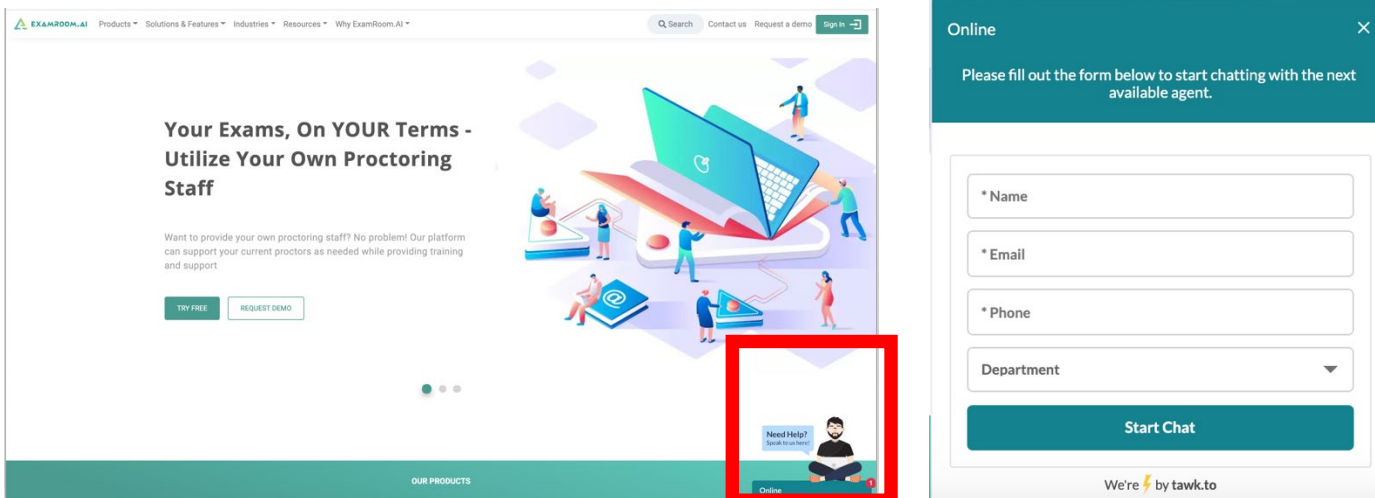 EXAMROOM.AI Products Solutions & Features Industries Resources Why ExamRoom.AI Search Contact us Request a demo Sign In
Your Exams, On YOUR Terms -
Utilize Your Own Proctoring
Staff
Want to provide your own proctoring staff? No problem! Our platform
can support your current proctors as needed while providing training
and support
TRY FREE REQUEST DEMO
Need Help?
Speak to us here!
OUR PRODUCTS
Online 1
Online
Please fill out the form below to start chatting with the next
available agent.
* Name
* Email
* Phone
Department
Start Chat
We're by tawk.to